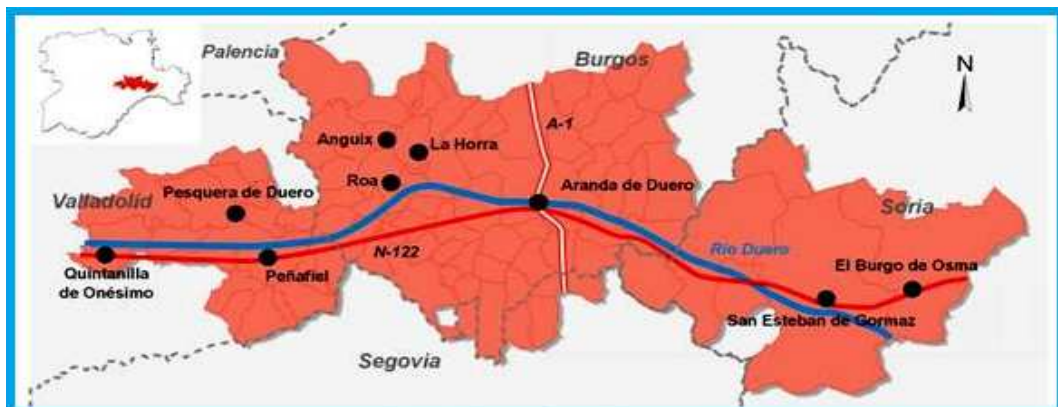 Palencia
Burgos
N
A-1
Anguix
La Horra
Roa
Pesquera de Duero
Aranda de Duero
Valladolid
Soria
Río Duero
N-122
El Burgo de Osma
Quintanilla
de Onésimo
Peñafiel
San Esteban de Gormaz
Segovia